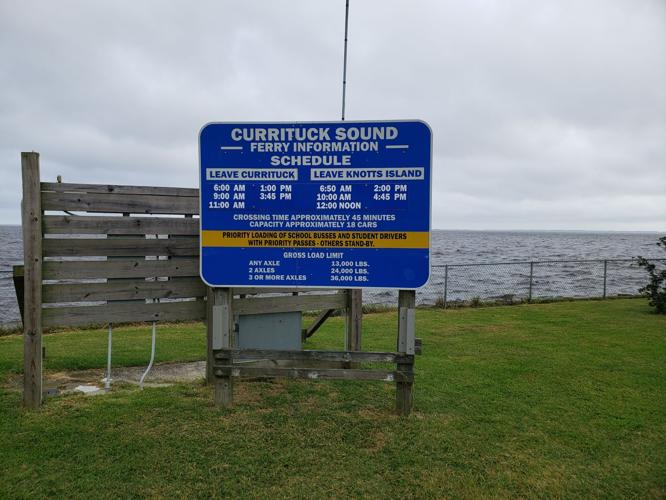 CURRITUCK SOUND
FERRY INFORMATION
SCHEDULE
LEAVE CURRITUCK LEAVE KNOTTS ISLAND
6:00 AM 1:00 PM 6:50 AM 2:00 PM
9:00 AM 3:45 PM 10:00 AM 4:45 PM
11:00 AM 12:00 NOON
CROSSING TIME APPROXIMATELY 45 MINUTES
CAPACITY APPROXIMATELY 18 CARS
PRIORITY LOADING OF SCHOOL BUSSES AND STUDENT DRIVERS
WITH PRIORITY PASSES - OTHERS STAND-BY.
GROSS LOAD LIMIT
ANY AXLE 13,000 LBS.
2 AXLES 24,000 LBS.
3 OR MORE AXLES 36,000 LBS.